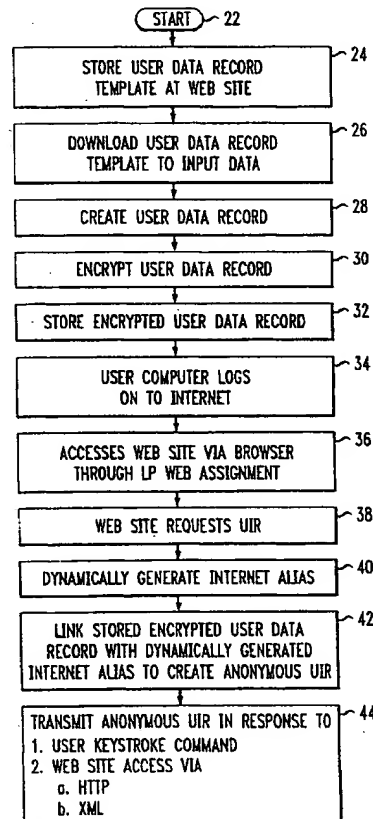 START
22
24
STORE USER DATA RECORD
TEMPLATE AT WEB SITE
26
DOWNLOAD USER DATA RECORD
TEMPLATE TO INPUT DATA
28
CREATE USER DATA RECORD
30
ENCRYPT USER DATA RECORD
32
STORE ENCRYPTED USER DATA RECORD
34
USER COMPUTER LOGS
ON TO INTERNET
36
ACCESSES WEB SITE VIA BROWSER
THROUGH LP WEB ASSIGNMENT
38
WEB SITE REQUESTS UIR
40
DYNAMICALLY GENERATE INTERNET ALIAS
42
LINK STORED ENCRYPTED USER DATA
RECORD WITH DYNAMICALLY GENERATED
INTERNET ALIAS TO CREATE ANONYMOUS UIR
44
TRANSMIT ANONYMOUS UIR IN RESPONSE TO
1. USER KEYSTROKE COMMAND
2. WEB SITE ACCESS VIA
a. HTTP
b. XML